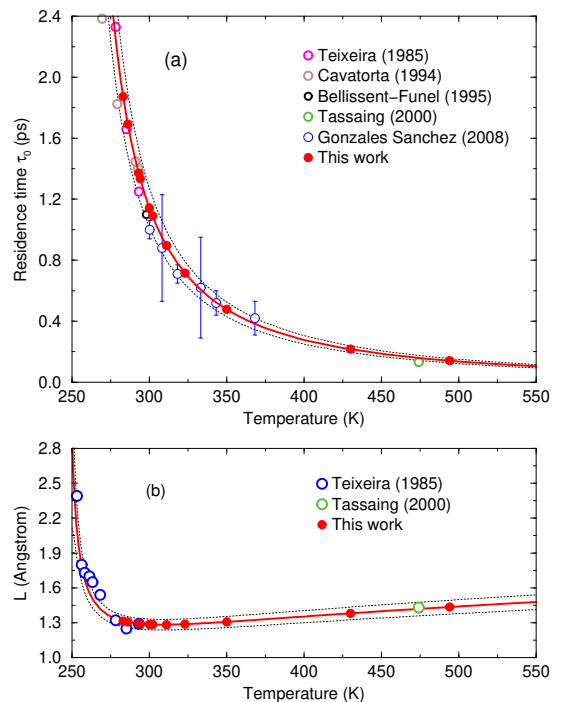 2.4
2.0
1.6
1.2
0.8
0.4
0.0
Residence time τ0 (ps)
(a)
Teixeira (1985)
Cavatorta (1994)
Bellissent−Funel (1995)
Tassaing (2000)
Gonzales Sanchez (2008)
This work
250 300 350 400 450 500 550
Temperature (K)
2.8
2.5
2.2
1.9
1.6
1.3
1.0
L (Angstrom)
(b)
Teixeira (1985)
Tassaing (2000)
This work
250 300 350 400 450 500 550
Temperature (K)